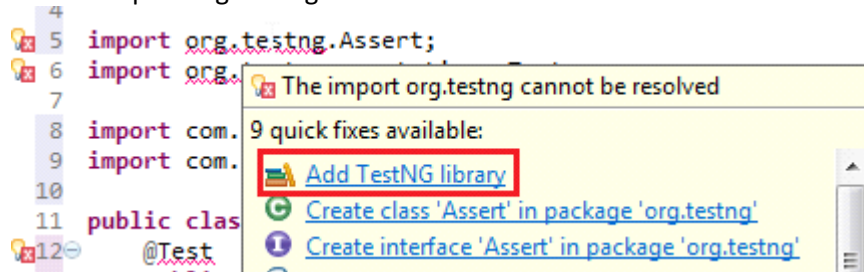 4
5 import org.testng.Assert;
6 import org.
The import org.testng cannot be resolved
7
8 import com.
9 quick fixes available:
9 import com.
Add TestNG library
10
11 public clas
Create class 'Assert' in package 'org.testng'
12 @Test
Create interface 'Assert' in package 'org.testng'